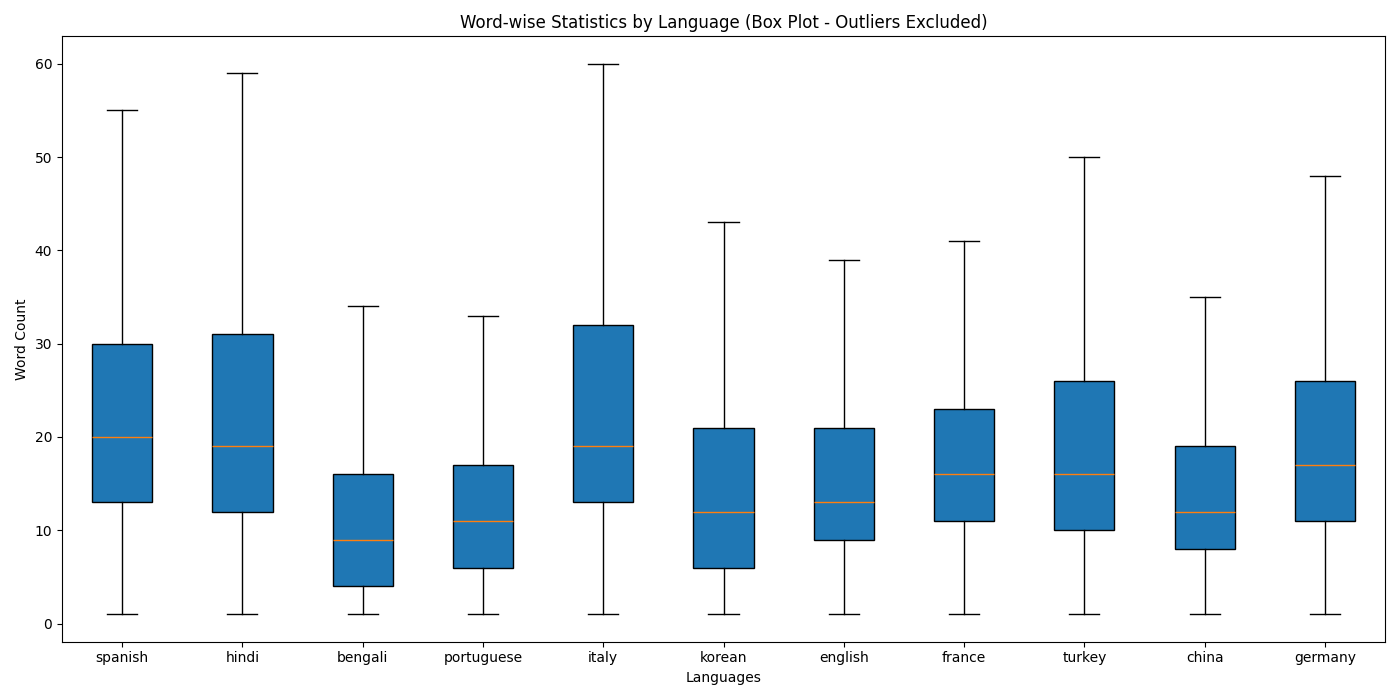 Word-wise Statistics by Language (Box Plot - Outliers Excluded)
Word Count
60
50
40
30
20
10
0
spanish hindi bengali portuguese italy korean english france turkey china germany
Languages